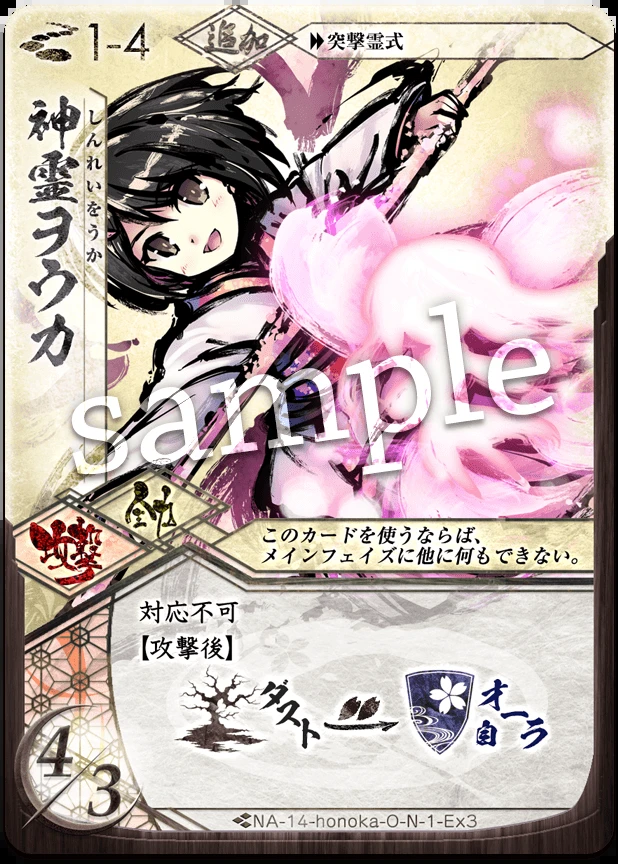 1-4
追加
突撃霊式
神霊ヲウカ
しんれいをうか
sample
攻撃
全力
このカードを使うならば、
メインフェイズに他に何もできない。
対応不可
【攻撃後】
ダスト
オーラ
自
4/3
NA-14-honoka-O-N-1-Ex3